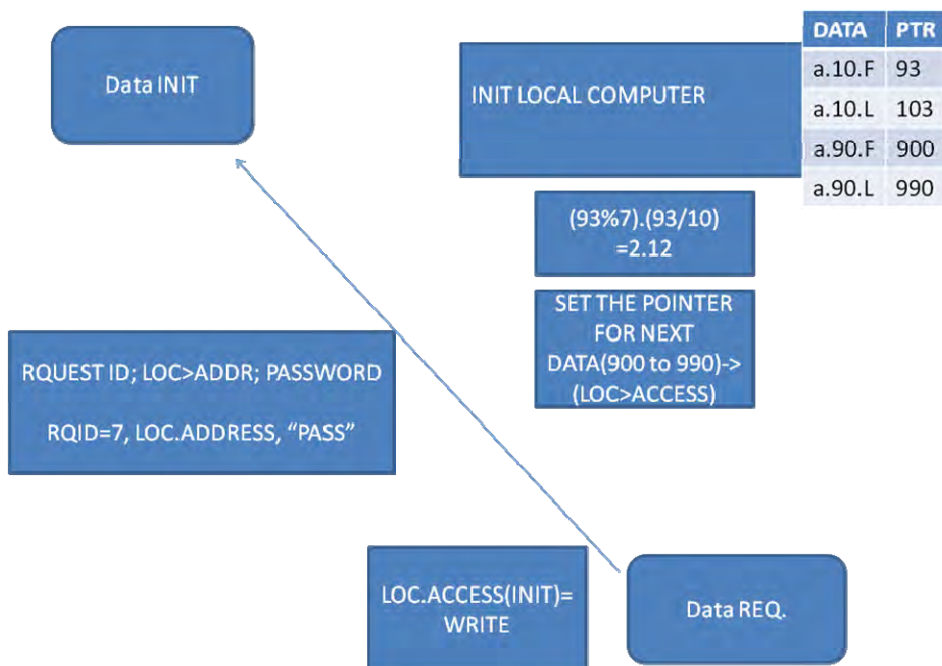 Data INIT
INIT LOCAL COMPUTER
DATA PTR
a.10.F 93
a.10.L 103
a.90.F 900
a.90.L 990
(93%7).(93/10)
=2.12
SET THE POINTER
FOR NEXT
DATA(900 to 990)->
(LOC>ACCESS)
RQUEST ID; LOC>ADDR; PASSWORD
RQID=7, LOC.ADDRESS, “PASS”
LOC.ACCESS(INIT)=
WRITE
Data REQ.